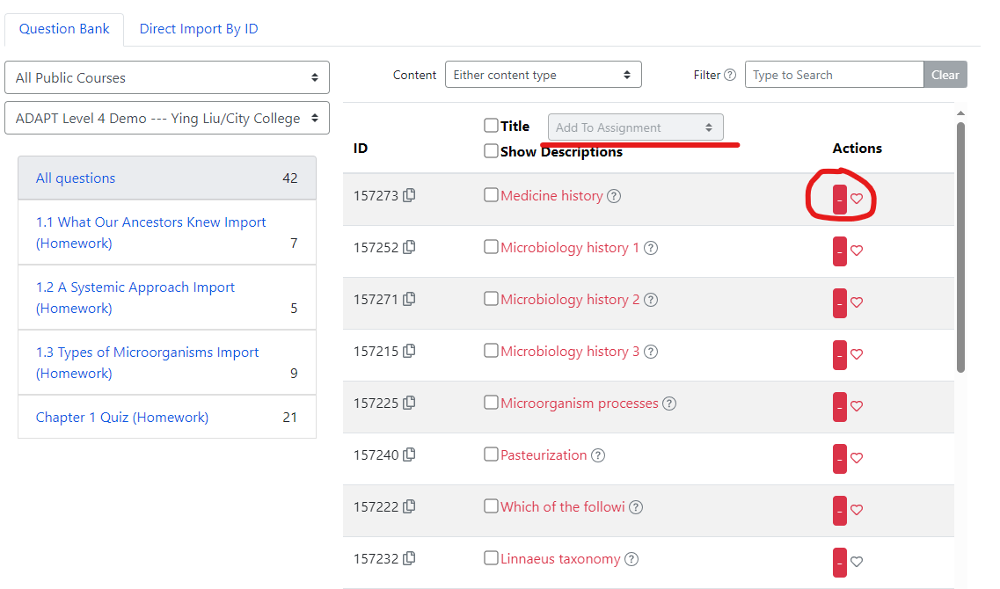 Question Bank Direct Import By ID
All Public Courses
Content Either content type Filter Type to Search Clear
ADAPT Level 4 Demo --- Ying Liu/City College
ID Title Add To Assignment Actions
Show Descriptions
All questions 42
1.1 What Our Ancestors Knew Import
(Homework) 7
1.2 A Systemic Approach Import
(Homework) 5
1.3 Types of Microorganisms Import
(Homework) 9
Chapter 1 Quiz (Homework) 21
157273 Medicine history ? -
157252 Microbiology history 1 ? -
157271 Microbiology history 2 ? -
157215 Microbiology history 3 ? -
157225 Microorganism processes ? -
157240 Pasteurization ? -
157222 Which of the followi ? -
157232 Linnaeus taxonomy ? -